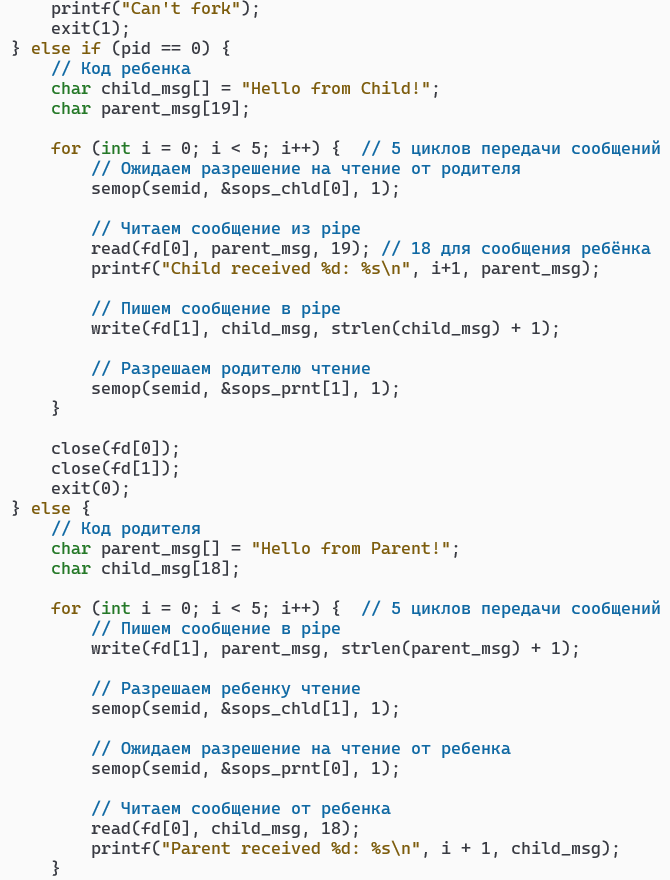 printf("Can't fork");
    exit(1);
} else if (pid == 0) {
    // Код ребенка
    char child_msg[] = "Hello from Child!";
    char parent_msg[19];

    for (int i = 0; i < 5; i++) {  // 5 циклов передачи сообщений
        // Ожидаем разрешение на чтение от родителя
        semop(semid, &sops_chld[0], 1);

        // Читаем сообщение из pipe
        read(fd[0], parent_msg, 19); // 18 для сообщения ребёнка
        printf("Child received %d: %s\n", i+1, parent_msg);

        // Пишем сообщение в pipe
        write(fd[1], child_msg, strlen(child_msg) + 1);

        // Разрешаем родителю чтение
        semop(semid, &sops_prnt[1], 1);
    }

    close(fd[0]);
    close(fd[1]);
    exit(0);
} else {
    // Код родителя
    char parent_msg[] = "Hello from Parent!";
    char child_msg[18];

    for (int i = 0; i < 5; i++) {  // 5 циклов передачи сообщений
        // Пишем сообщение в pipe
        write(fd[1], parent_msg, strlen(parent_msg) + 1);

        // Разрешаем ребенку чтение
        semop(semid, &sops_chld[1], 1);

        // Ожидаем разрешение на чтение от ребенка
        semop(semid, &sops_prnt[0], 1);

        // Читаем сообщение от ребенка
        read(fd[0], child_msg, 18);
        printf("Parent received %d: %s\n", i + 1, child_msg);
    }